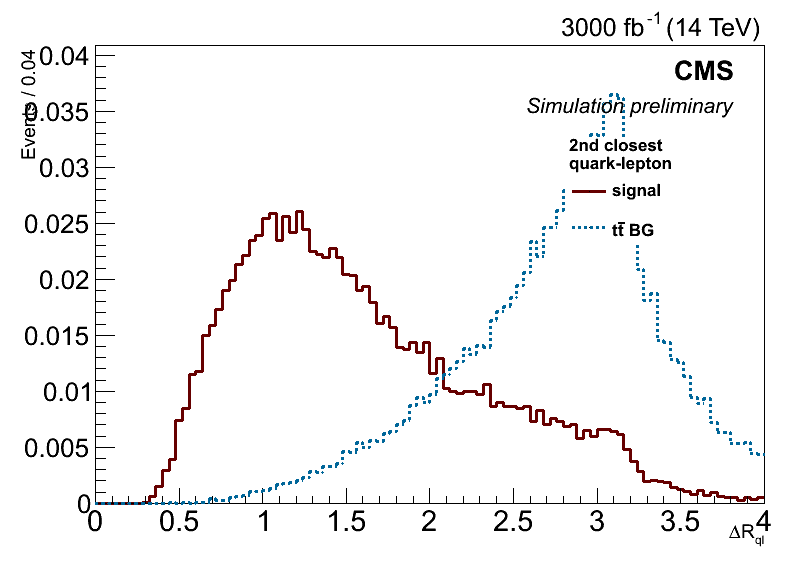 3000 fb-1 (14 TeV)
CMS
Simulation preliminary
2nd closest
quark-lepton
signal
tt̄ BG
Events / 0.04
0.04
0.035
0.03
0.025
0.02
0.015
0.01
0.005
0
0 0.5 1 1.5 2 2.5 3 3.5 4
ΔRql